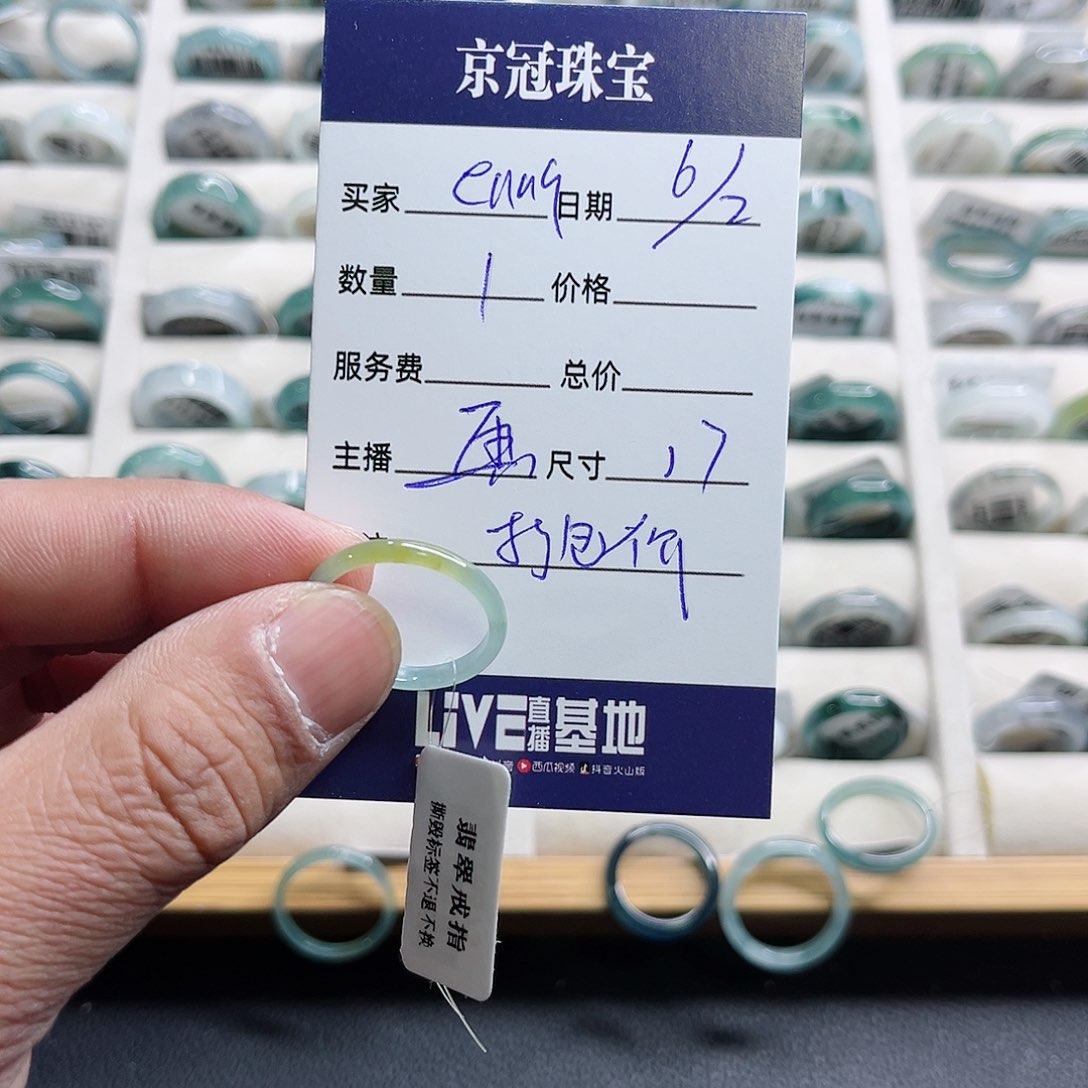 京冠珠宝
买家 enuq 日期 6/2
数量 1 价格
服务费 总价
主播 尺寸 17
打包价
LIVE直播基地
西瓜视频 抖音火山版
翡翠戒指
撕毁标签不退不换